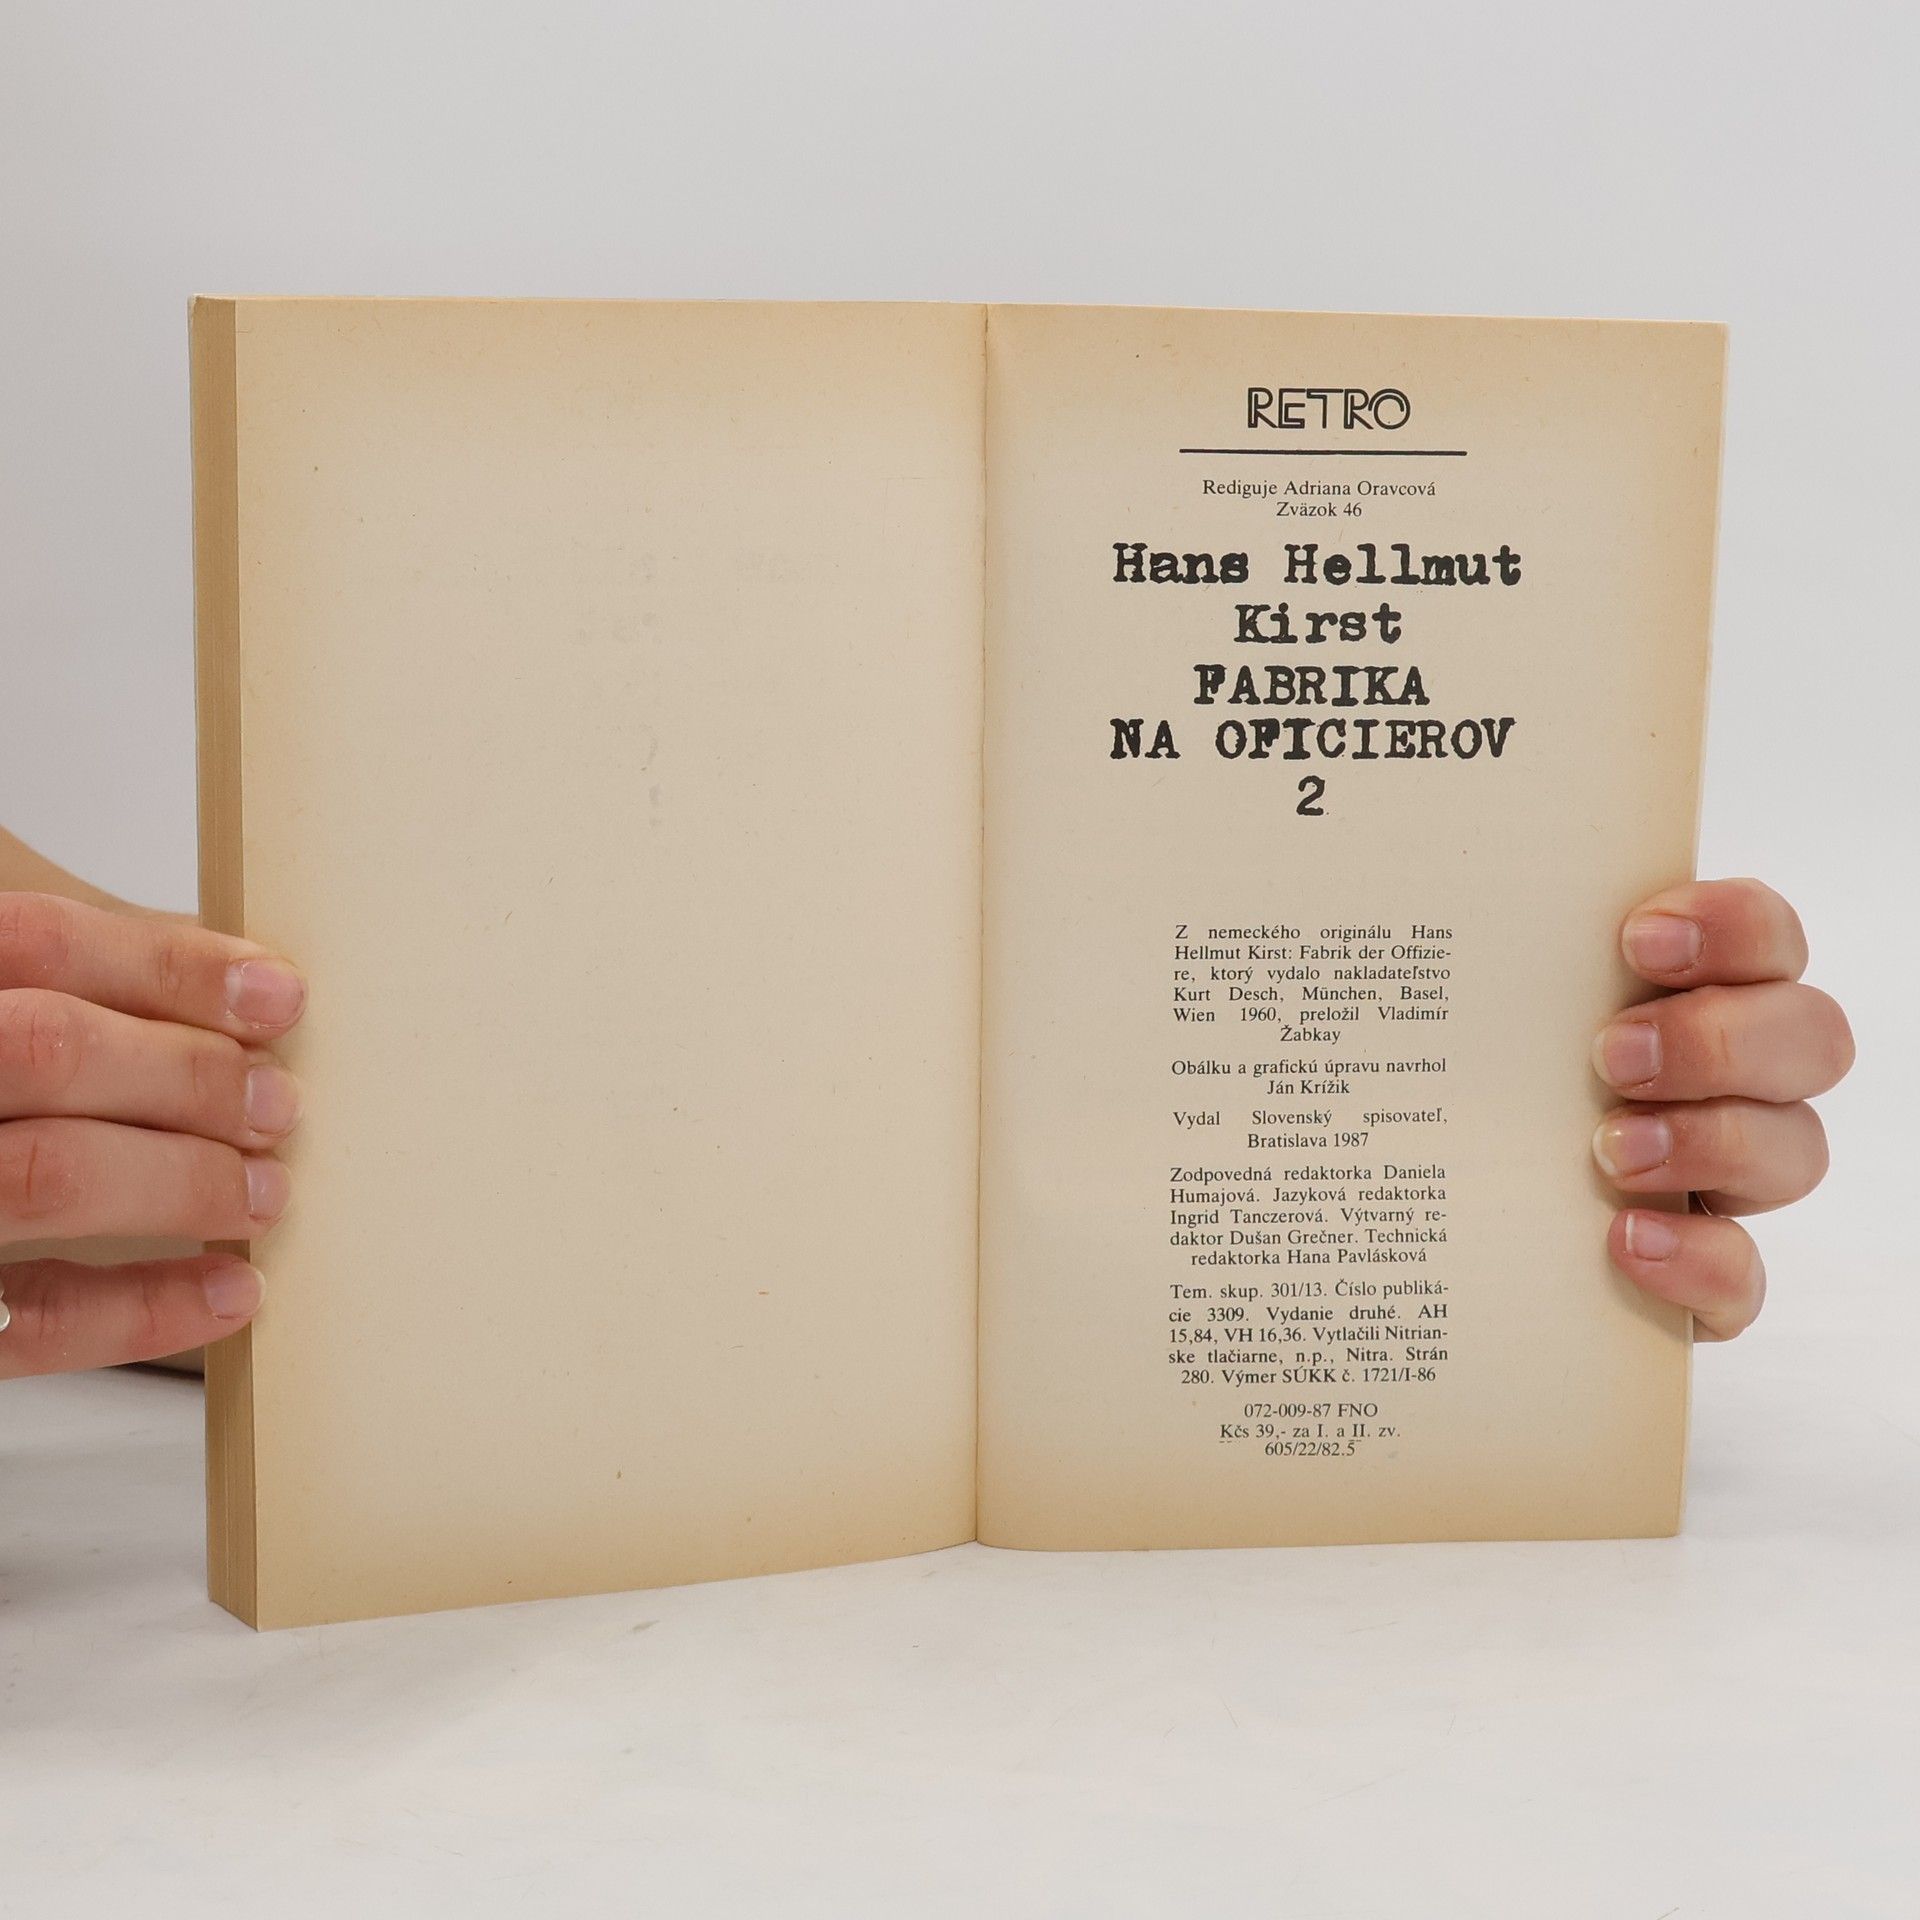 RETRO
Rediguje Adriana Oravcová
Zväzok 46
Hans Hellmut
Kirst
FABRIKA
NA OFICIEROV
2
Z nemeckého originálu Hans
Hellmut Kirst: Fabrik der Offizie-
re, ktorý vydalo nakladateľstvo
Kurt Desch, München, Basel,
Wien 1960, preložil Vladimír
Žabkay
Obálku a grafickú úpravu navrhol
Ján Krížik
Vydal Slovenský spisovateľ,
Bratislava 1987
Zodpovedná redaktorka Daniela
Humajová. Jazyková redaktorka
Ingrid Tanczerová. Výtvarný re-
daktor Dušan Grečner. Technická
redaktorka Hana Pavlásková
Tem. skup. 301/13. Číslo publiká-
cie 3309. Vydanie druhé. AH
15,84, VH 16,36. Vytlačili Nitrian-
ske tlačiarne, n.p., Nitra. Strán
280. Výmer SÚKK č. 1721/I-86
072-009-87 FNO
Kčs 39,- za I. a II. zv.
605/22/82.5